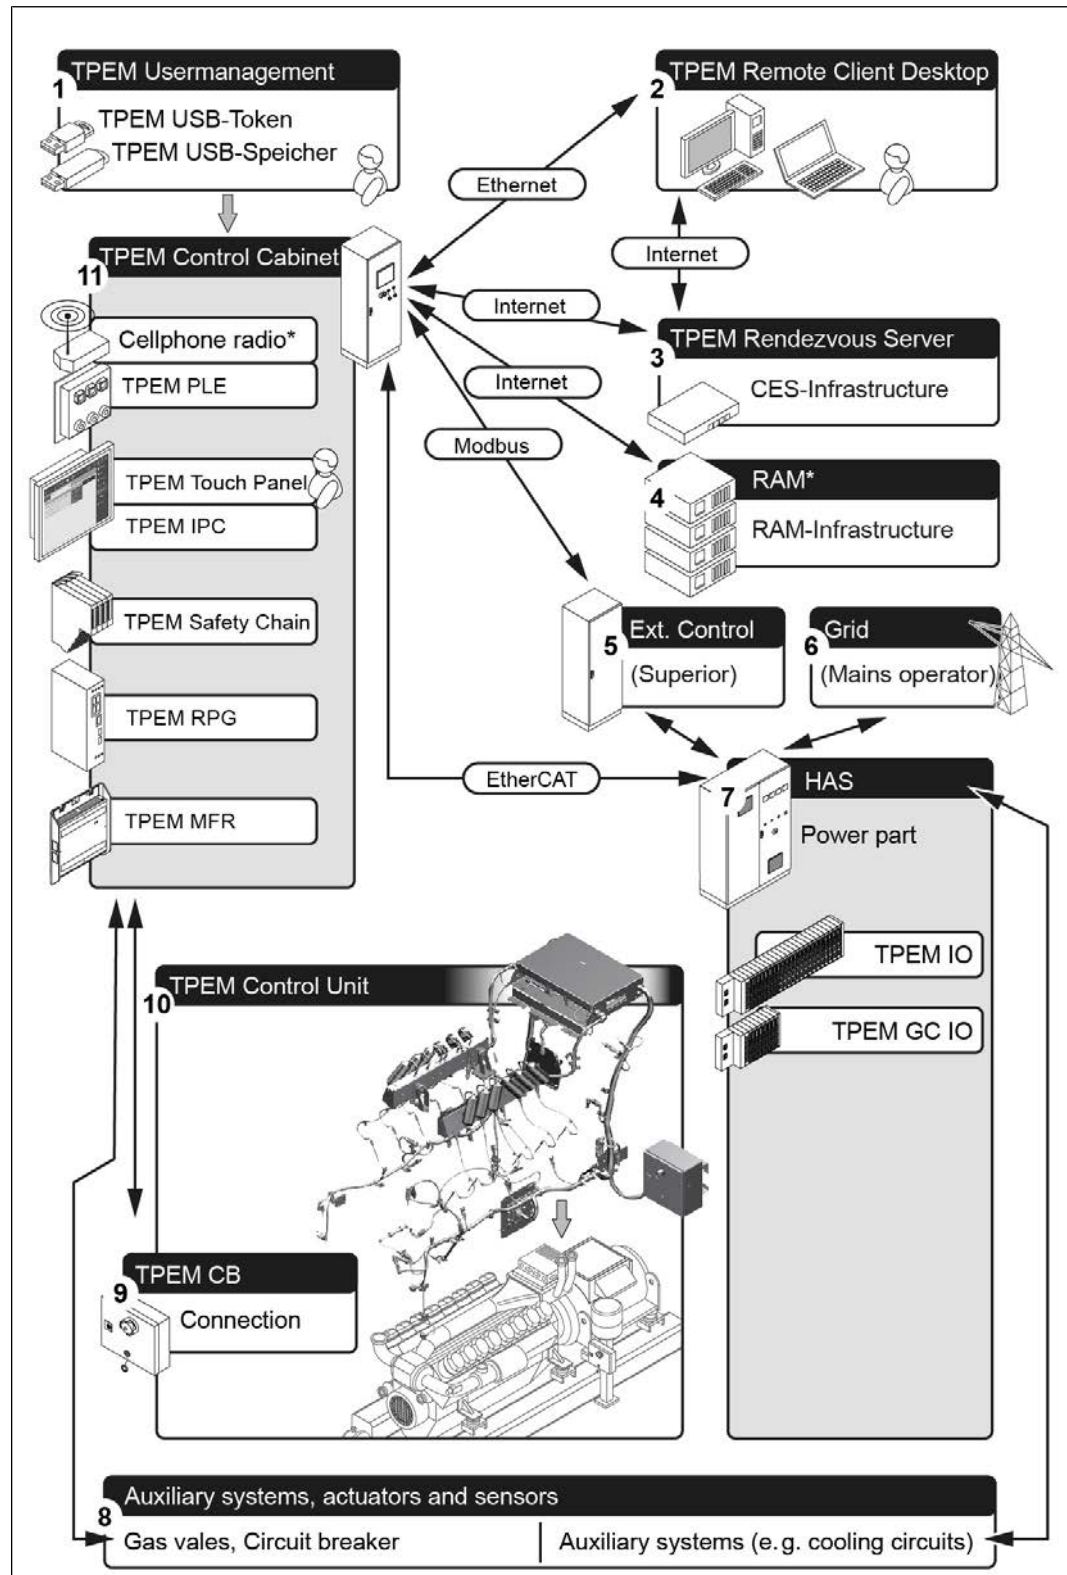 TPEM Usermanagement
1
TPEM USB-Token
TPEM USB-Speicher
TPEM Remote Client Desktop
2
Ethernet
Internet
TPEM Control Cabinet
11
Cellphone radio*
TPEM PLE
TPEM Touch Panel
TPEM IPC
TPEM Safety Chain
TPEM RPG
TPEM MFR
Internet
Internet
Modbus
EtherCAT
TPEM Rendezvous Server
3
CES-Infrastructure
RAM*
4
RAM-Infrastructure
Ext. Control
5
(Superior)
Grid
6
(Mains operator)
HAS
7
Power part
TPEM IO
TPEM GC IO
TPEM Control Unit
10
TPEM CB
9
Connection
Auxiliary systems, actuators and sensors
8
Gas vales, Circuit breaker
Auxiliary systems (e.g. cooling circuits)